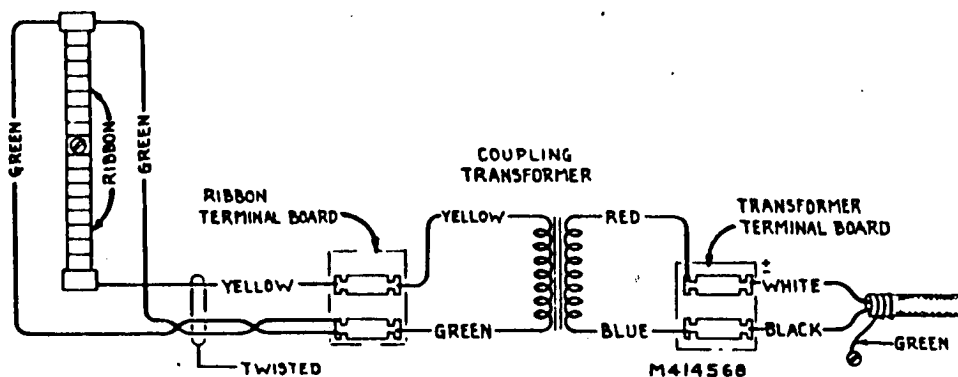 GREEN
RIBBON
GREEN
COUPLING
TRANSFORMER
RIBBON
TERMINAL BOARD
YELLOW
RED
TRANSFORMER
TERMINAL BOARD
±
YELLOW
WHITE
GREEN
BLUE
BLACK
TWISTED
GREEN
M414568